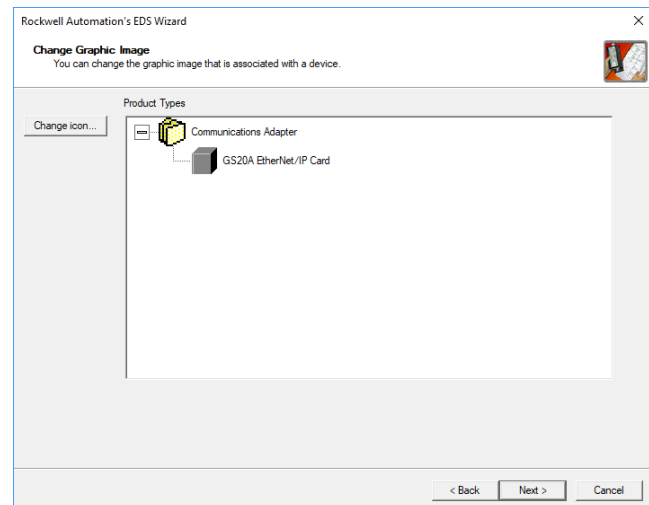 Rockwell Automation's EDS Wizard
Change Graphic Image
You can change the graphic image that is associated with a device.
Product Types
Change icon...
Communications Adapter
GS20A EtherNet/IP Card
< Back
Next >
Cancel